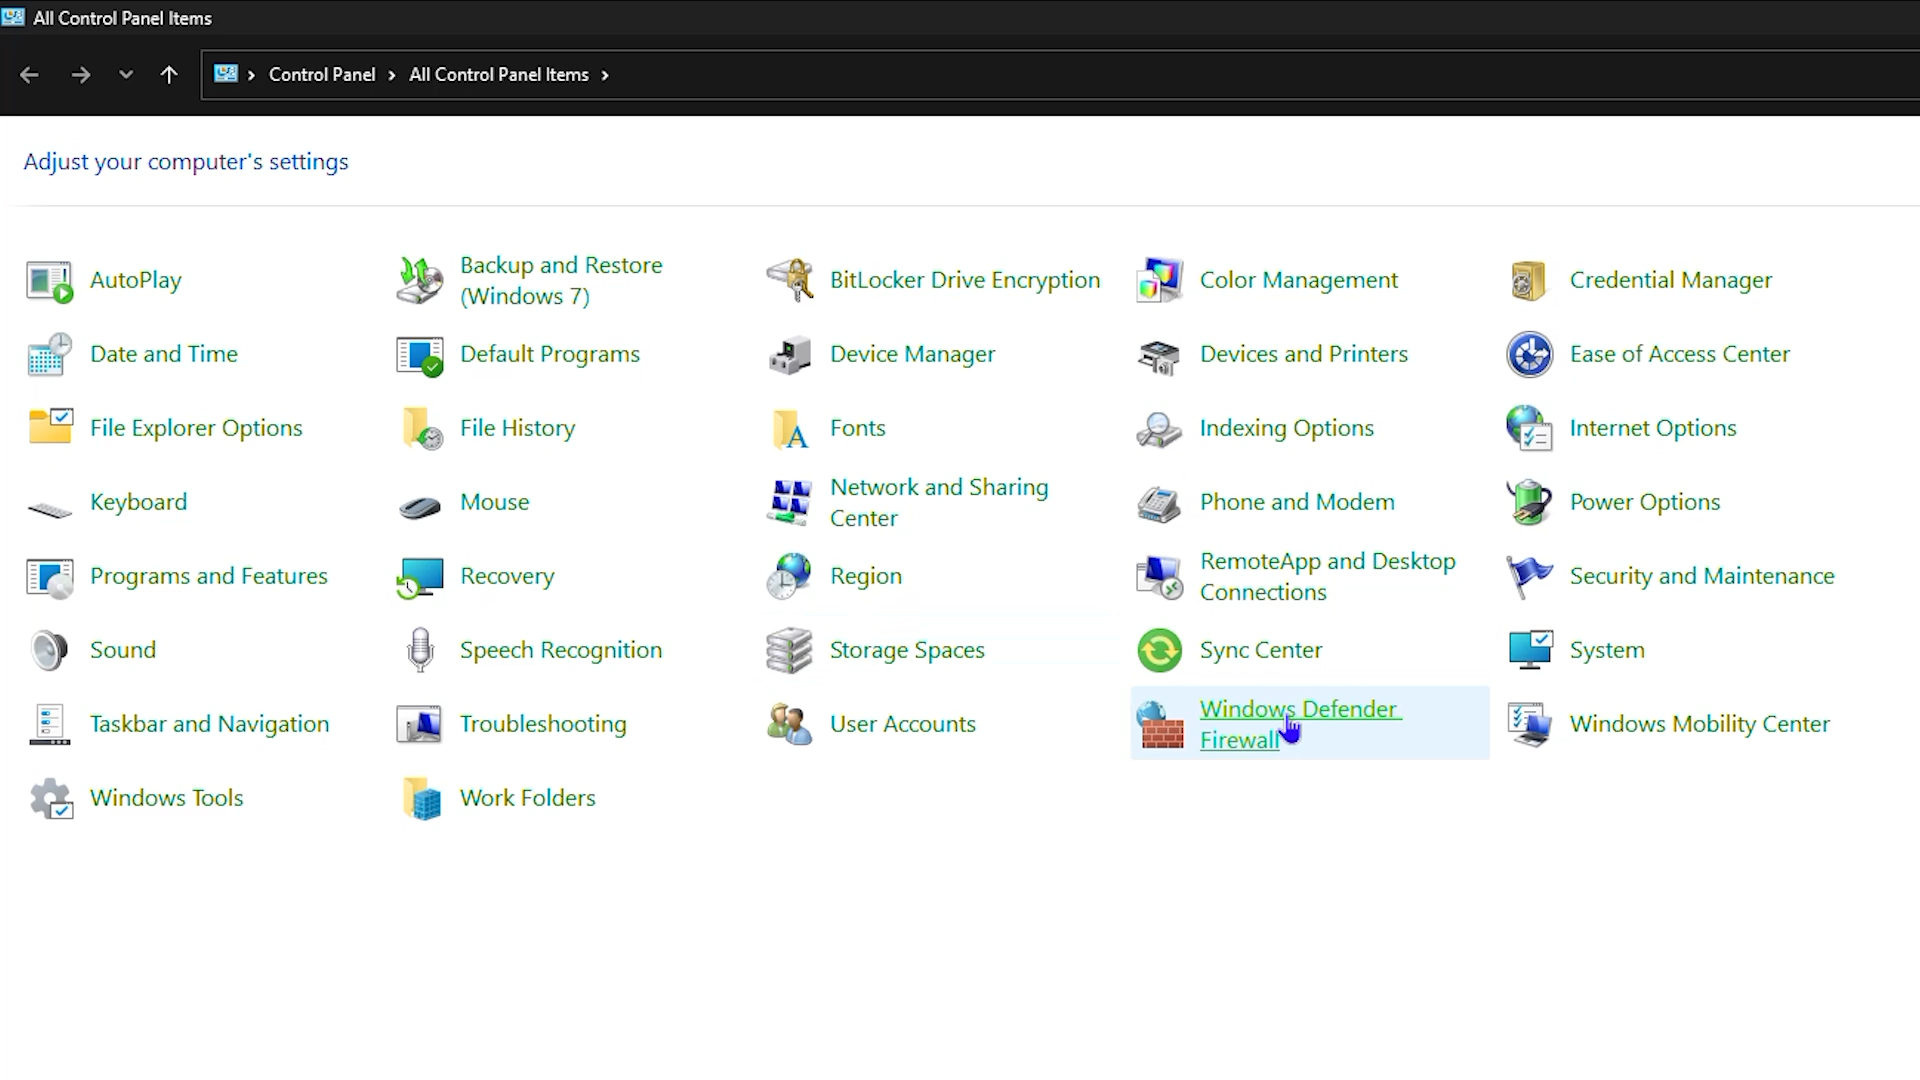 All Control Panel Items
Control Panel > All Control Panel Items >
Adjust your computer's settings
AutoPlay
Backup and Restore
(Windows 7)
BitLocker Drive Encryption
Color Management
Credential Manager
Date and Time
Default Programs
Device Manager
Devices and Printers
Ease of Access Center
File Explorer Options
File History
Fonts
Indexing Options
Internet Options
Keyboard
Mouse
Network and Sharing
Center
Phone and Modem
Power Options
Programs and Features
Recovery
Region
RemoteApp and Desktop
Connections
Security and Maintenance
Sound
Speech Recognition
Storage Spaces
Sync Center
System
Taskbar and Navigation
Troubleshooting
User Accounts
Windows Defender
Firewall
Windows Mobility Center
Windows Tools
Work Folders